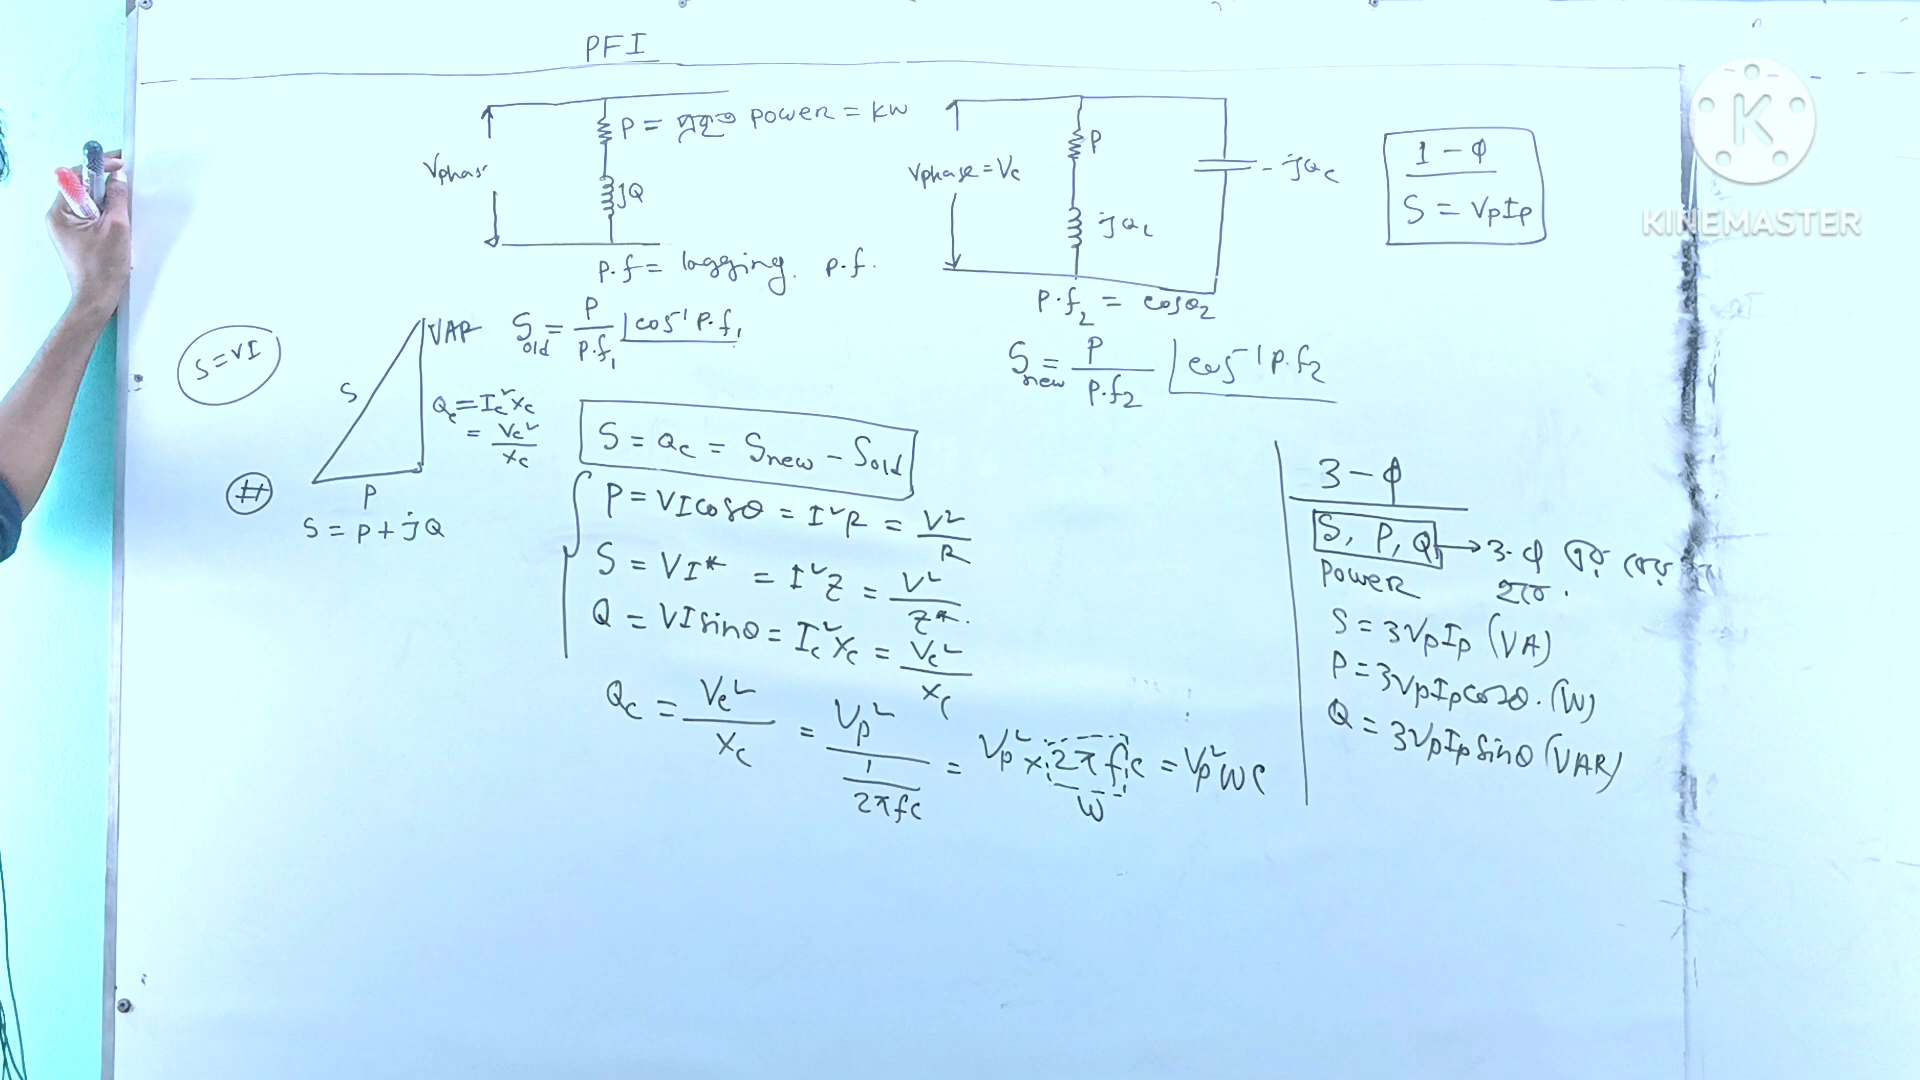 PFI
Vphas
P = power = kw
jQ
p.f = lagging. p.f.
Vphase = Vc
P
jQL
- jQc
p.f2 = cosθ2
1 - φ
S = VpIp
KINEMASTER
S = VI
VAR
S
P
S = P + jQ
Qc = Ic²Xc
= Vc²/Xc
Sold = P/p.f1 ∠cos⁻¹ p.f1
Snew = P/p.f2 ∠cos⁻¹ p.f2
S = Qc = Snew - Sold
#
P = VIcosθ = I²R = V²/R
S = VI* = I²Z = V²/Z*.
Q = VIsinθ = Ic²Xc = Vc²/Xc
Qc = Vc²/Xc = Vp²/(1/2πfc) = Vp² × 2πfc = Vp²wc
w
3 - φ
S, P, Q → 3-φ
Power হবে.
S = 3VpIp (VA)
P = 3VpIpcosθ. (W)
Q = 3VpIpsinθ (VAR)